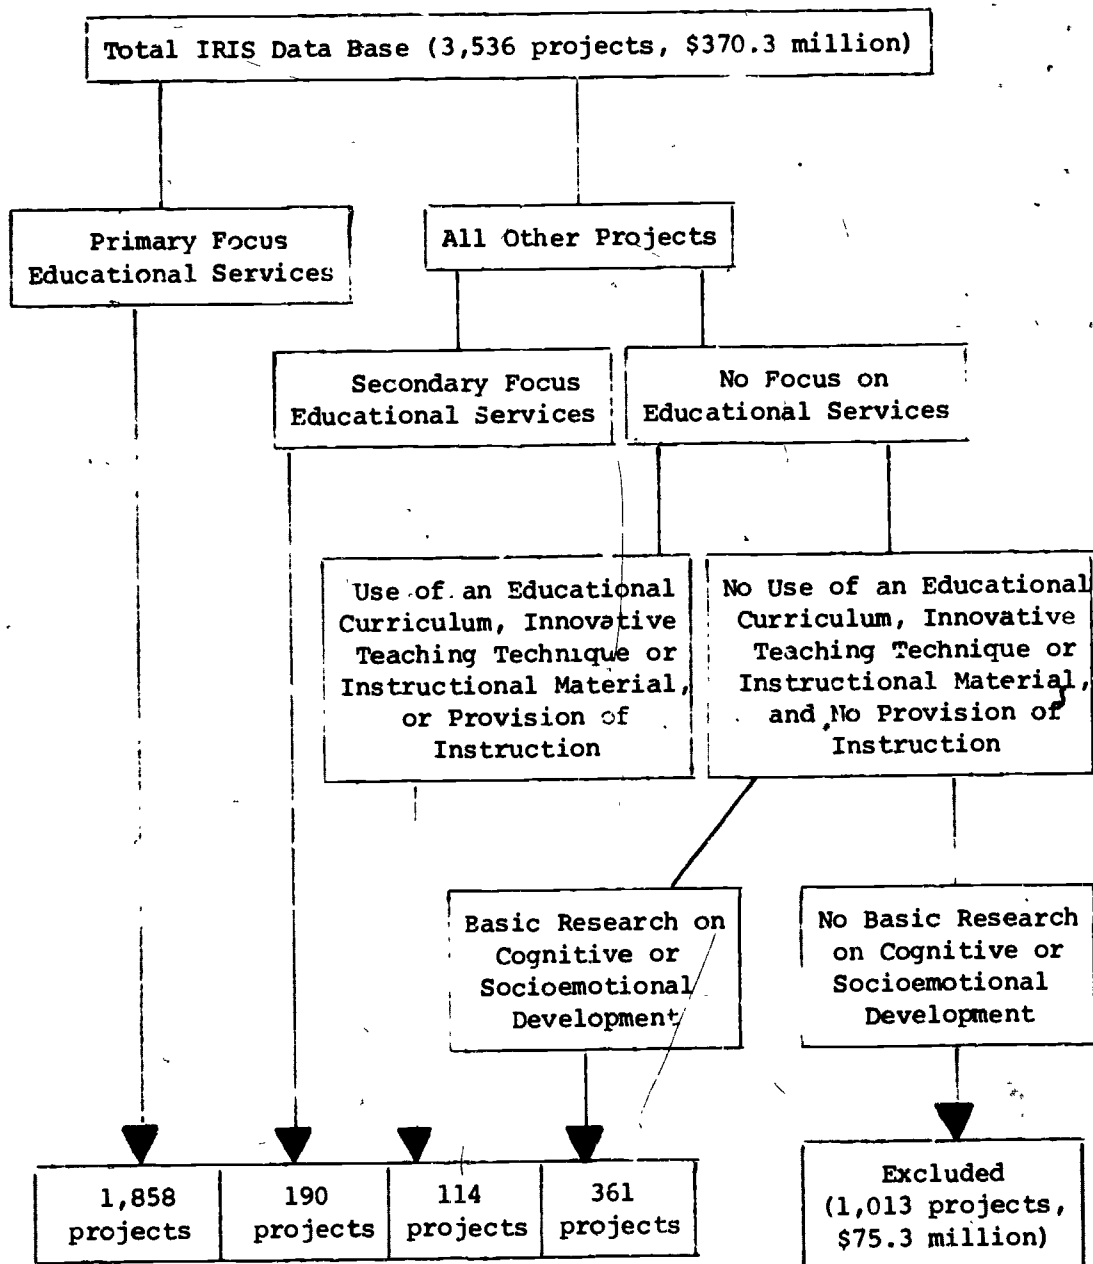 Total IRIS Data Base (3,536 projects, $370.3 million)
Primary Focus
Educational Services
All Other Projects
Secondary Focus
Educational Services
No Focus on
Educational Services
Use of an Educational
Curriculum, Innovative
Teaching Technique or
Instructional Material,
or Provision of
Instruction
No Use of an Educational
Curriculum, Innovative
Teaching Technique or
Instructional Material,
and No Provision of
Instruction
Basic Research on
Cognitive or
Socioemotional
Development
No Basic Research
on Cognitive or
Socioemotional
Development
1,858
projects
190
projects
114
projects
361
projects
Excluded
(1,013 projects,
$75.3 million)